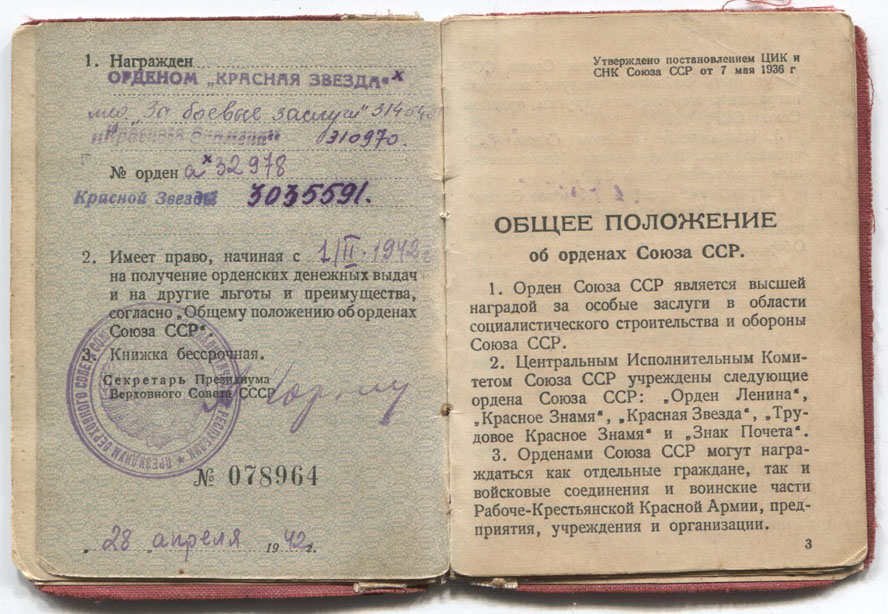 1. Награжден
ОРДЕНОМ „КРАСНАЯ ЗВЕЗДА“ х
"За боевые заслуги"
"Красного Знамени" 310970.
№ орден а х 32978
Красной Звезды 3035591.
2. Имеет право, начиная с 1/II-1942г
на получение орденских денежных выдач
и на другие льготы и преимущества,
согласно „Общему положению об орденах
Союза ССР“
3. Книжка бессрочная.
Секретарь Президиума
Верховного Совета СССР
ПРЕЗИДИУМ ВЕРХОВНОГО СОВЕТА
№ 078964
„ 28 „ апреля 1942 г.
Утверждено постановлением ЦИК и
СНК Союза ССР от 7 мая 1936 г
ОБЩЕЕ ПОЛОЖЕНИЕ
об орденах Союза ССР.
1. Орден Союза ССР является высшей
наградой за особые заслуги в области
социалистического строительства и обороны
Союза ССР.
2. Центральным Исполнительным Коми-
тетом Союза ССР учреждены следующие
ордена Союза ССР: „Орден Ленина“,
„Красное Знамя“, „Красная Звезда“, „Тру-
довое Красное Знамя“ и „Знак Почета“.
3. Орденами Союза ССР могут награ-
ждаться как отдельные граждане, так и
войсковые соединения и воинские части
Рабоче-Крестьянской Красной Армии, пред-
приятия, учреждения и организации.
3